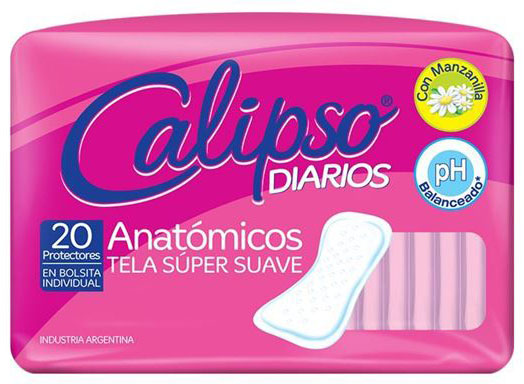 Calipso®
DIARIOS
Con Manzanilla
pH
Balanceado*
20
Protectores
EN BOLSITA
INDIVIDUAL
Anatómicos
TELA SÚPER SUAVE
INDUSTRIA ARGENTINA